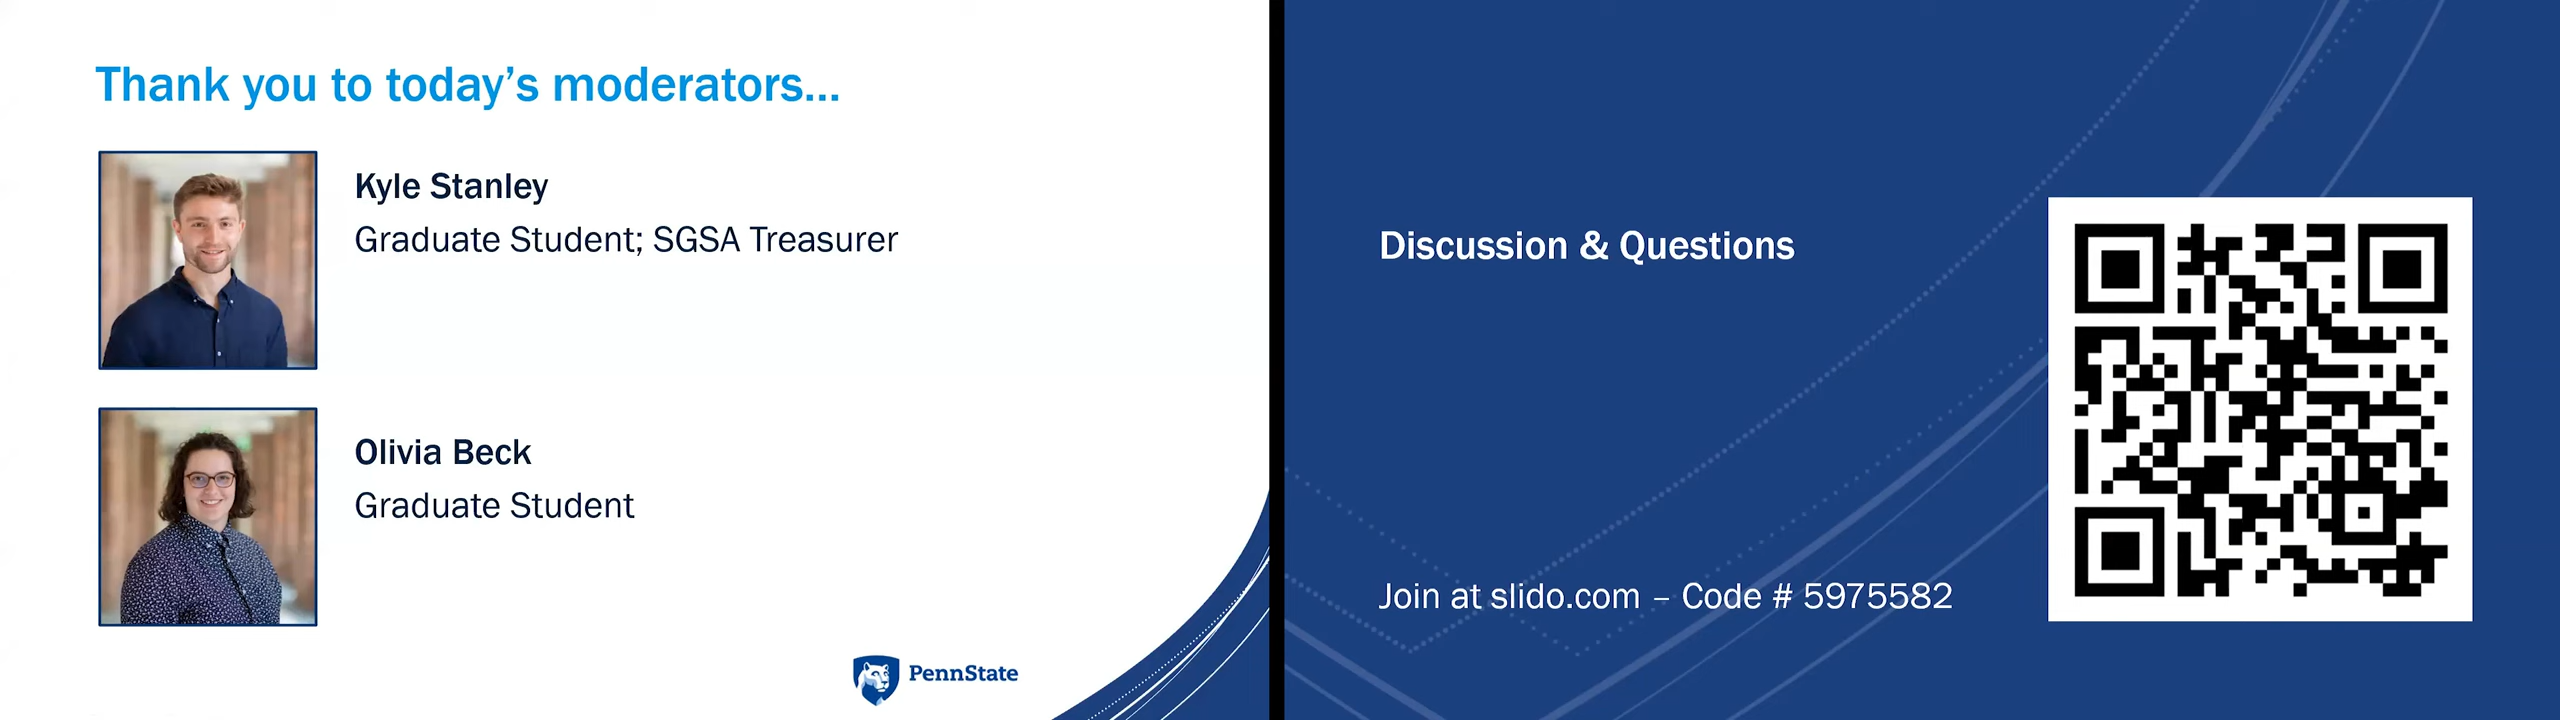 Thank you to today’s moderators...
Kyle Stanley
Graduate Student; SGSA Treasurer
Olivia Beck
Graduate Student
PennState
Discussion & Questions
Join at slido.com – Code # 5975582